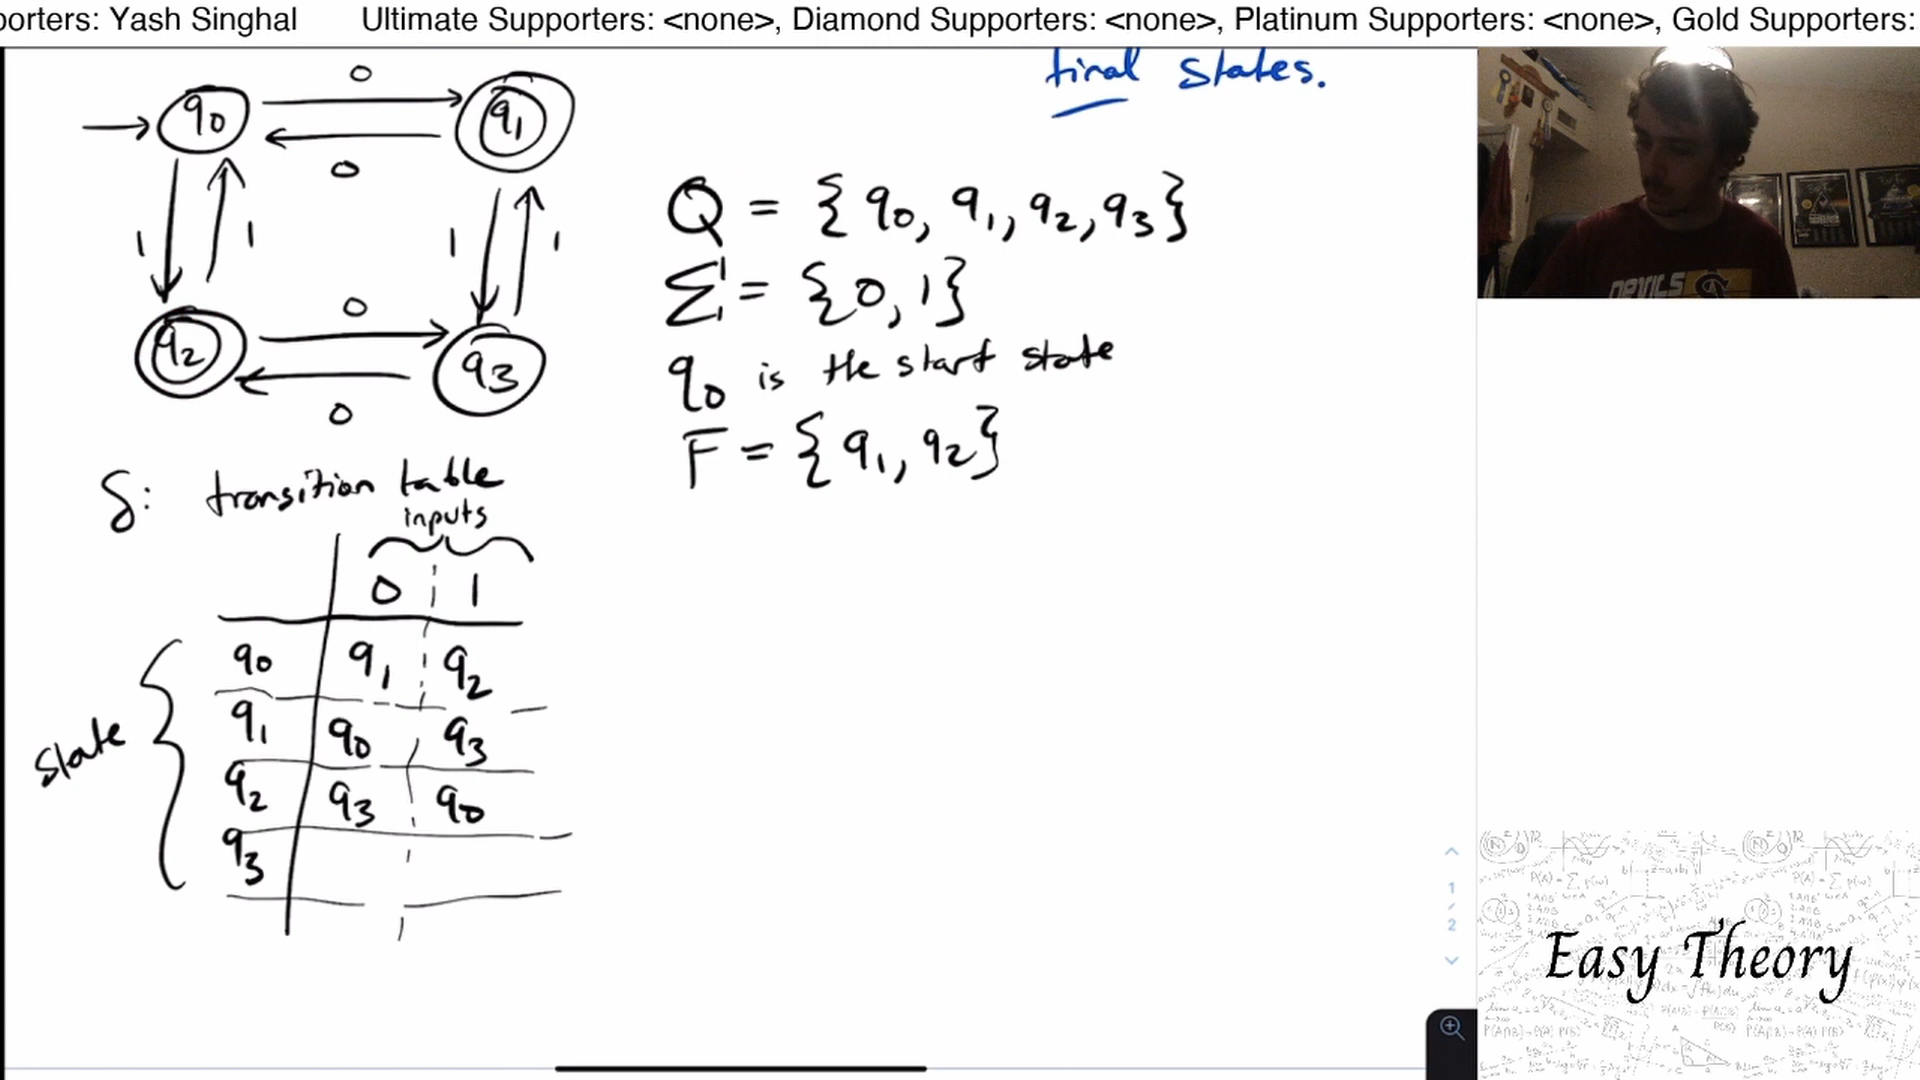 porters: Yash Singhal Ultimate Supporters: <none>, Diamond Supporters: <none>, Platinum Supporters: <none>, Gold Supporters:
final states.
q0 0 q1
0
1 1 1 1
q2 0 q3
0
Q = {q0, q1, q2, q3}
Σ = {0, 1}
q0 is the start state
F = {q1, q2}
δ: transition table
inputs
0 1
q0 q1 q2
q1 q0 q3
q2 q3 q0
q3
state
DEVILS
1
2
Easy Theory